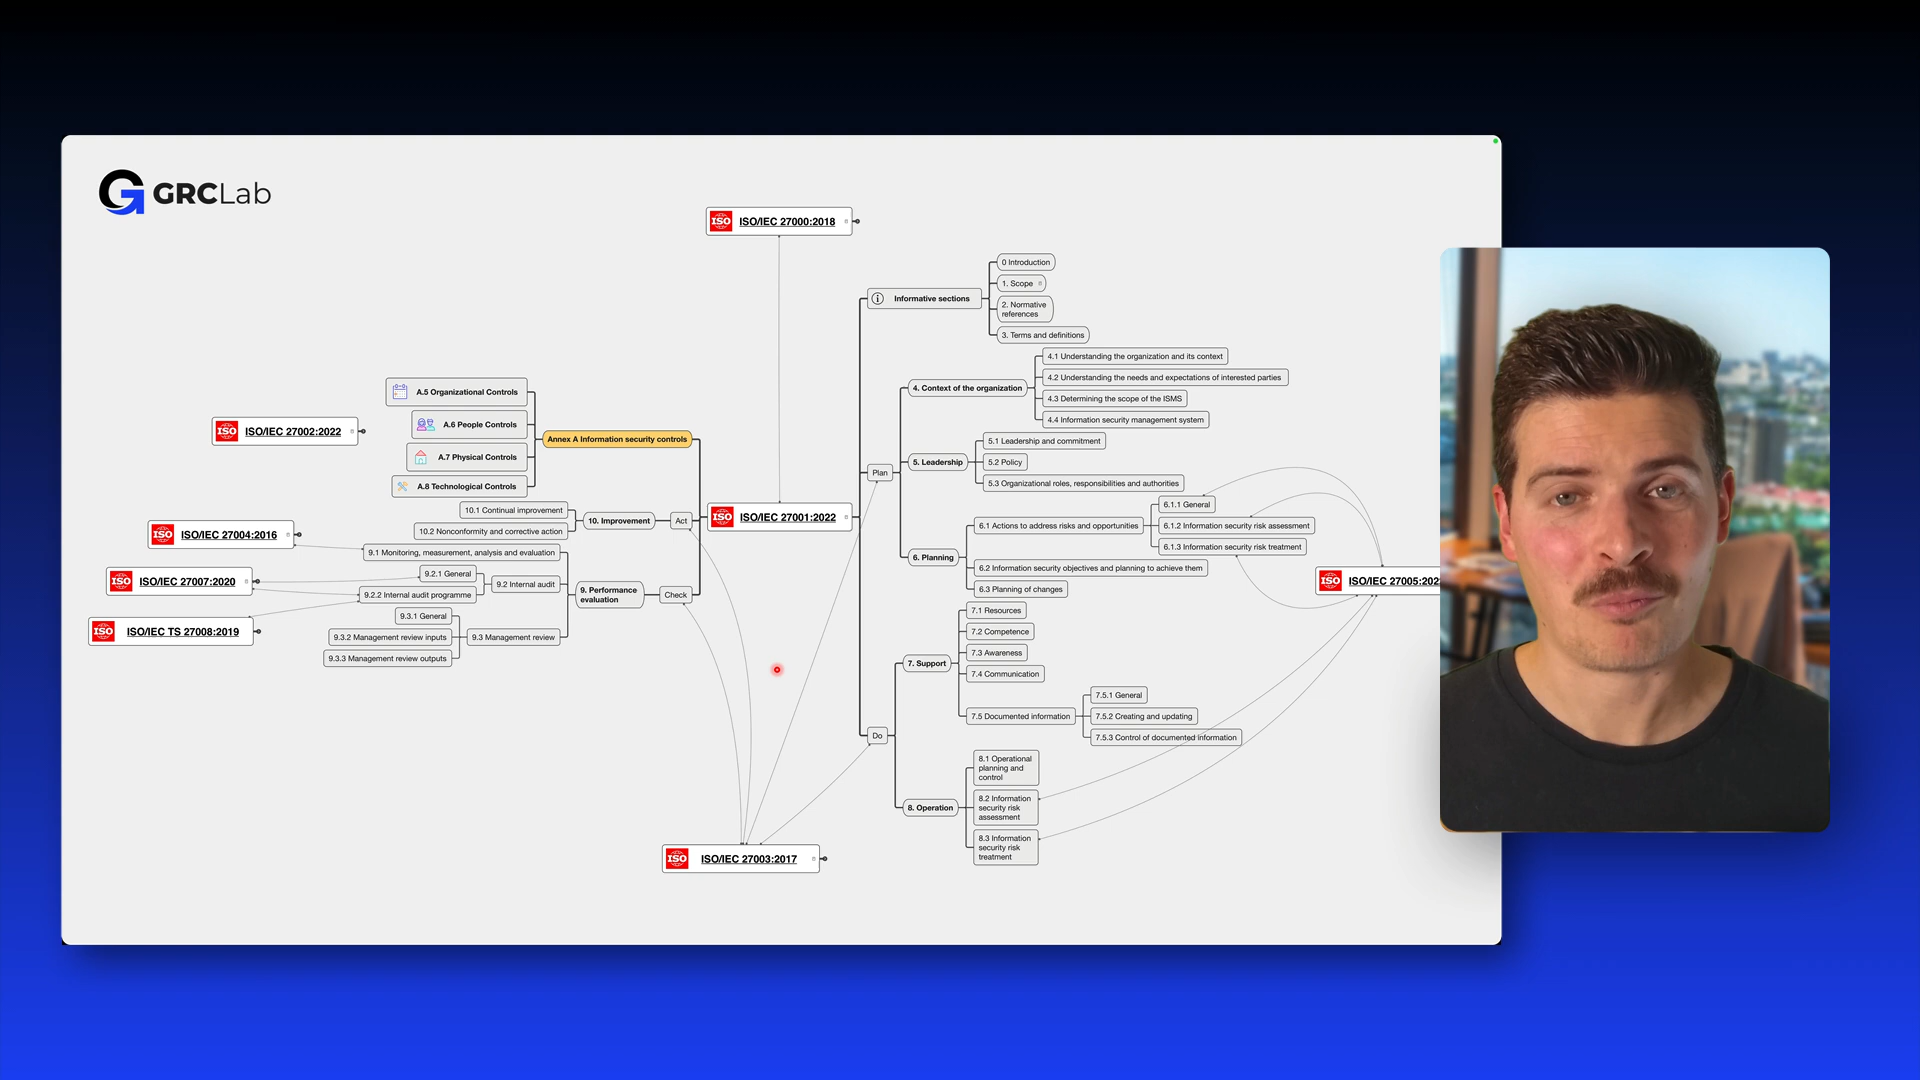 GRCLab
ISO ISO/IEC 27000:2018
0 Introduction
Informative sections
1. Scope
2. Normative
references
3. Terms and definitions
4.1 Understanding the organization and its context
4. Context of the organization
4.2 Understanding the needs and expectations of interested parties
4.3 Determining the scope of the ISMS
4.4 Information security management system
A.5 Organizational Controls
A.6 People Controls
A.7 Physical Controls
A.8 Technological Controls
Annex A Information security controls
ISO ISO/IEC 27002:2022
Plan
5. Leadership
5.1 Leadership and commitment
5.2 Policy
5.3 Organizational roles, responsibilities and authorities
10.1 Continual improvement
10.2 Nonconformity and corrective action
10. Improvement
Act
ISO ISO/IEC 27001:2022
6. Planning
6.1 Actions to address risks and opportunities
6.1.1 General
6.1.2 Information security risk assessment
6.1.3 Information security risk treatment
6.2 Information security objectives and planning to achieve them
6.3 Planning of changes
ISO ISO/IEC 27004:2016
ISO ISO/IEC 27007:2020
ISO ISO/IEC TS 27008:2019
9.1 Monitoring, measurement, analysis and evaluation
9.2.1 General
9.2.2 Internal audit programme
9.2 Internal audit
9. Performance
evaluation
Check
9.3.1 General
9.3.2 Management review inputs
9.3.3 Management review outputs
9.3 Management review
ISO ISO/IEC 27005:202
7.1 Resources
7.2 Competence
7.3 Awareness
7.4 Communication
7. Support
7.5 Documented information
7.5.1 General
7.5.2 Creating and updating
7.5.3 Control of documented information
Do
8. Operation
8.1 Operational
planning and
control
8.2 Information
security risk
assessment
8.3 Information
security risk
treatment
ISO ISO/IEC 27003:2017